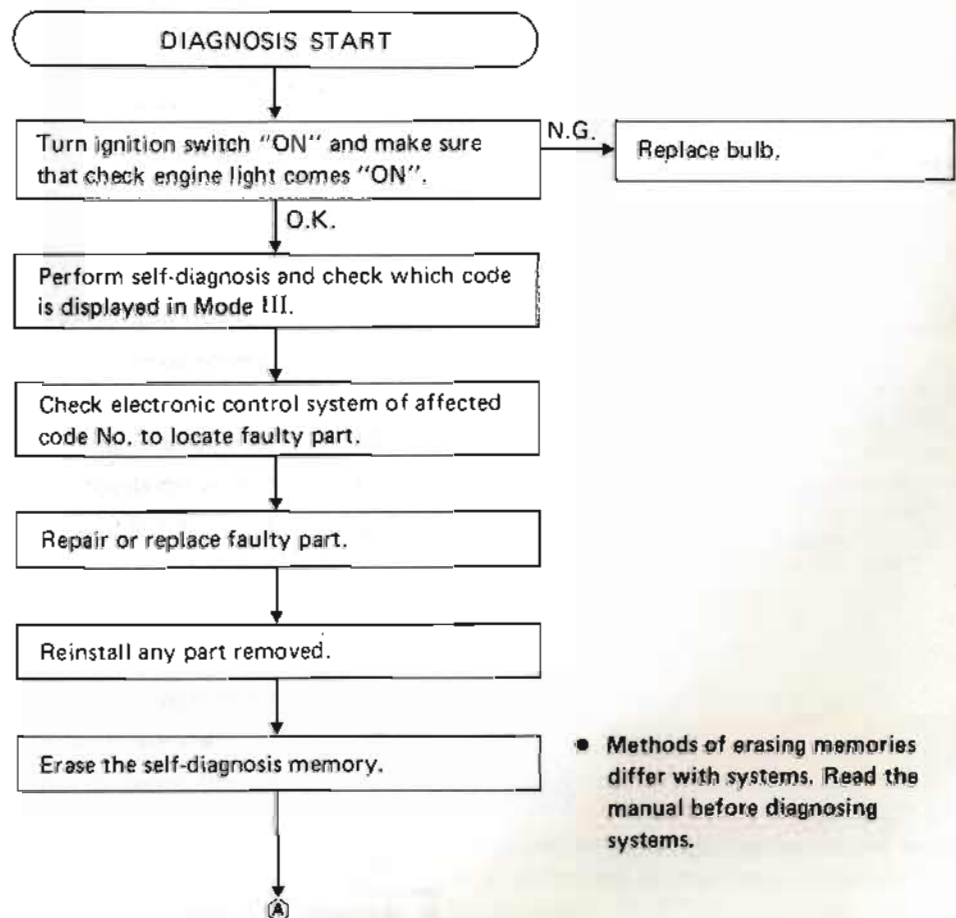 DIAGNOSIS START
Turn ignition switch "ON" and make sure
that check engine light comes "ON".
N.G.
Replace bulb.
O.K.
Perform self-diagnosis and check which code
is displayed in Mode III.
Check electronic control system of affected
code No. to locate faulty part.
Repair or replace faulty part.
Reinstall any part removed.
Erase the self-diagnosis memory.
● Methods of erasing memories
differ with systems. Read the
manual before diagnosing
systems.
Ⓐ